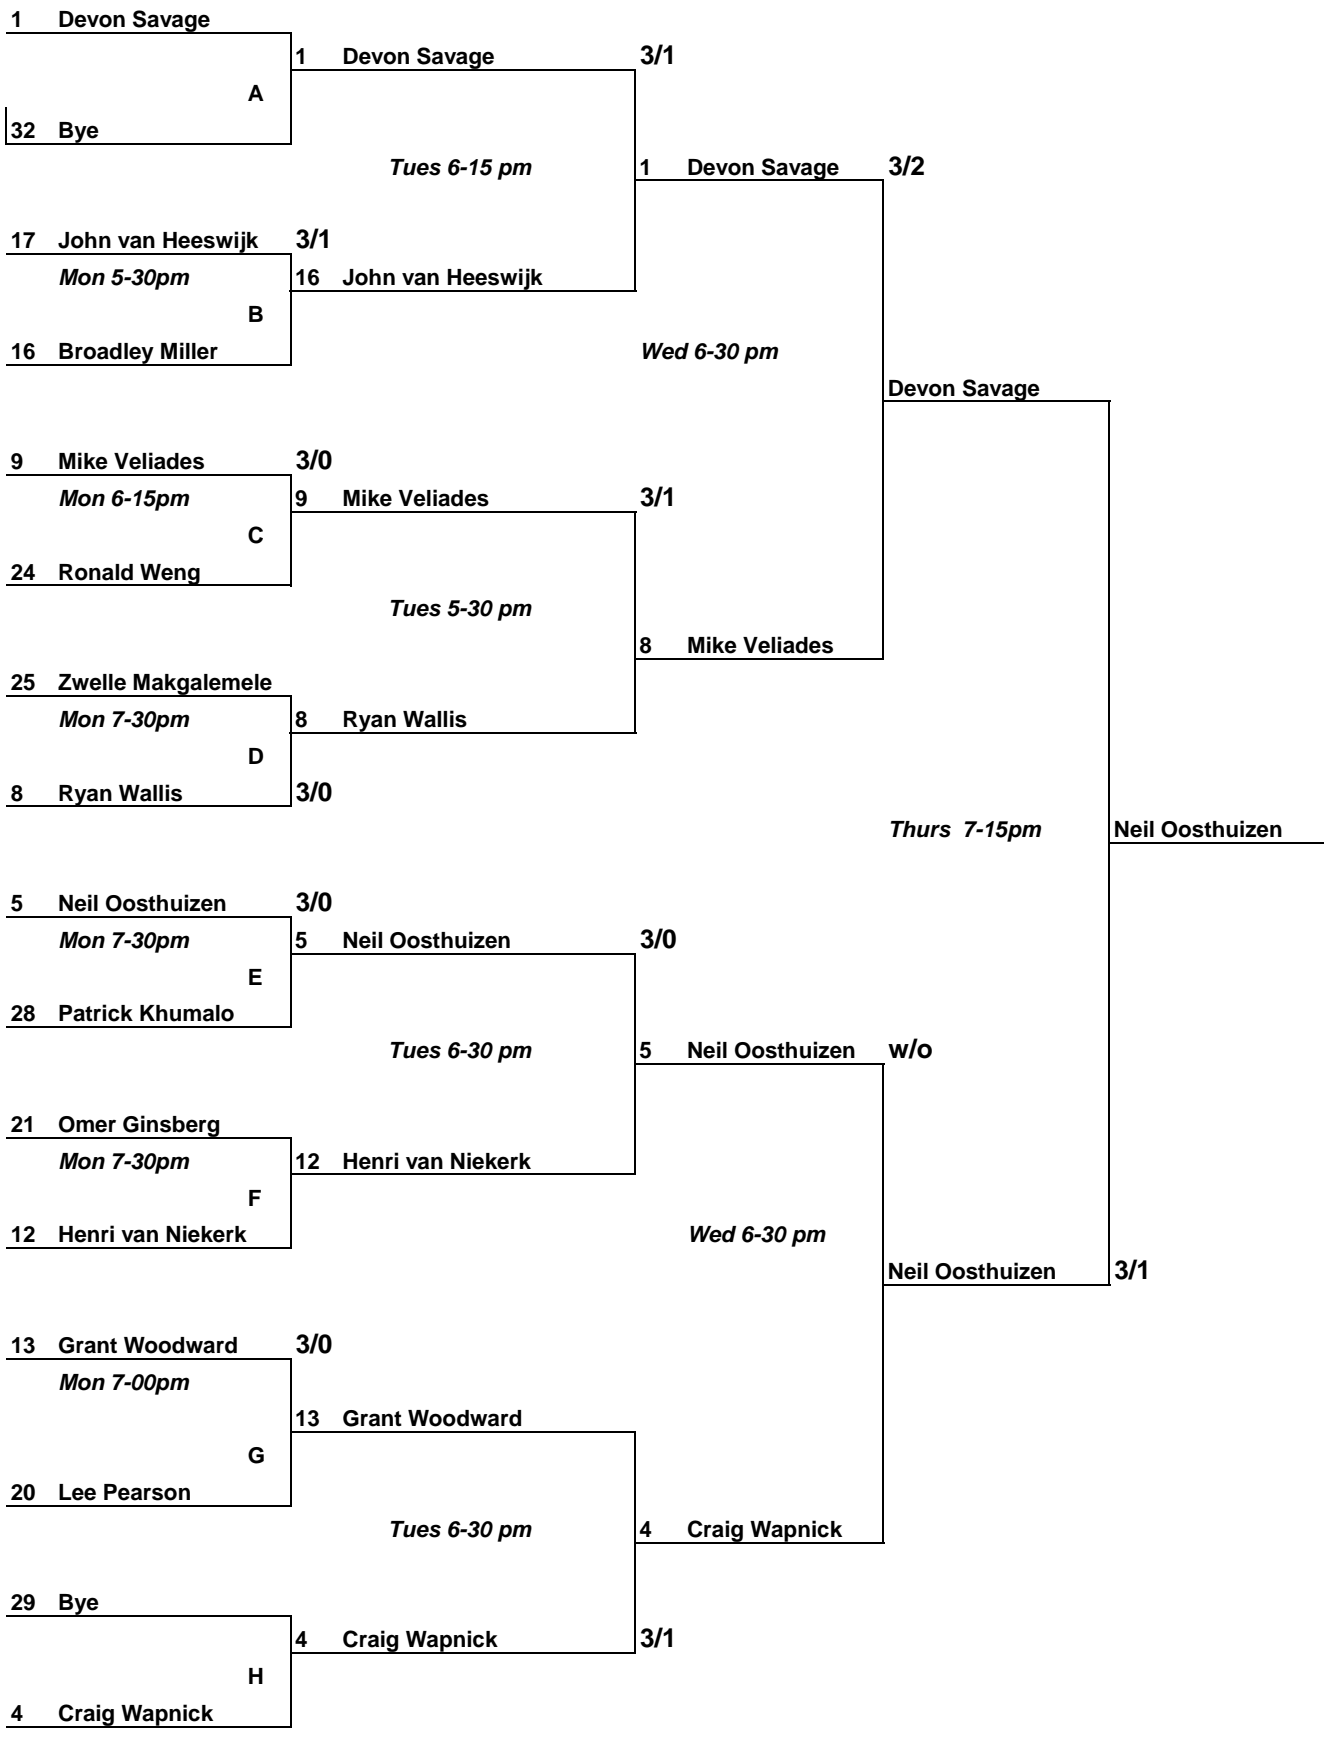 1 Devon Savage
1 Devon Savage 3/1
A
32 Bye
Tues 6-15 pm 1 Devon Savage 3/2
17 John van Heeswijk 3/1
Mon 5-30pm 16 John van Heeswijk
B
16 Broadley Miller Wed 6-30 pm
Devon Savage
9 Mike Veliades 3/0
Mon 6-15pm 9 Mike Veliades 3/1
C
24 Ronald Weng
Tues 5-30 pm
8 Mike Veliades
25 Zwelle Makgalemele
Mon 7-30pm 8 Ryan Wallis
D
8 Ryan Wallis 3/0
Thurs 7-15pm Neil Oosthuizen
5 Neil Oosthuizen 3/0
Mon 7-30pm 5 Neil Oosthuizen 3/0
E
28 Patrick Khumalo
Tues 6-30 pm 5 Neil Oosthuizen w/o
21 Omer Ginsberg
Mon 7-30pm 12 Henri van Niekerk
F
12 Henri van Niekerk Wed 6-30 pm
Neil Oosthuizen 3/1
13 Grant Woodward 3/0
Mon 7-00pm
13 Grant Woodward
G
20 Lee Pearson
Tues 6-30 pm 4 Craig Wapnick
29 Bye
4 Craig Wapnick 3/1
H
4 Craig Wapnick